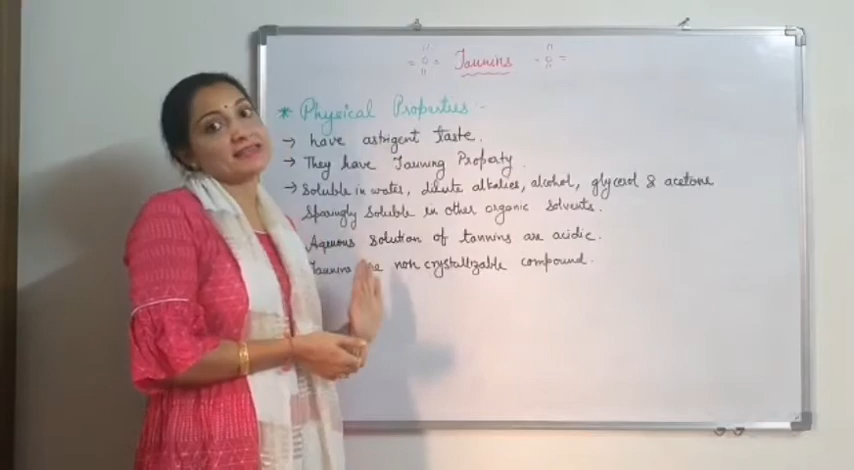 Tannins
* Physical Properties -
→ have astrigent taste.
→ They have Tanning Property.
→ Soluble in water, dilute alkalies, alcohol, glycerol & acetone
Sparingly soluble in other organic solvents.
Aqueous solution of tannins are acidic.
Tannins are non crystallizable compound.